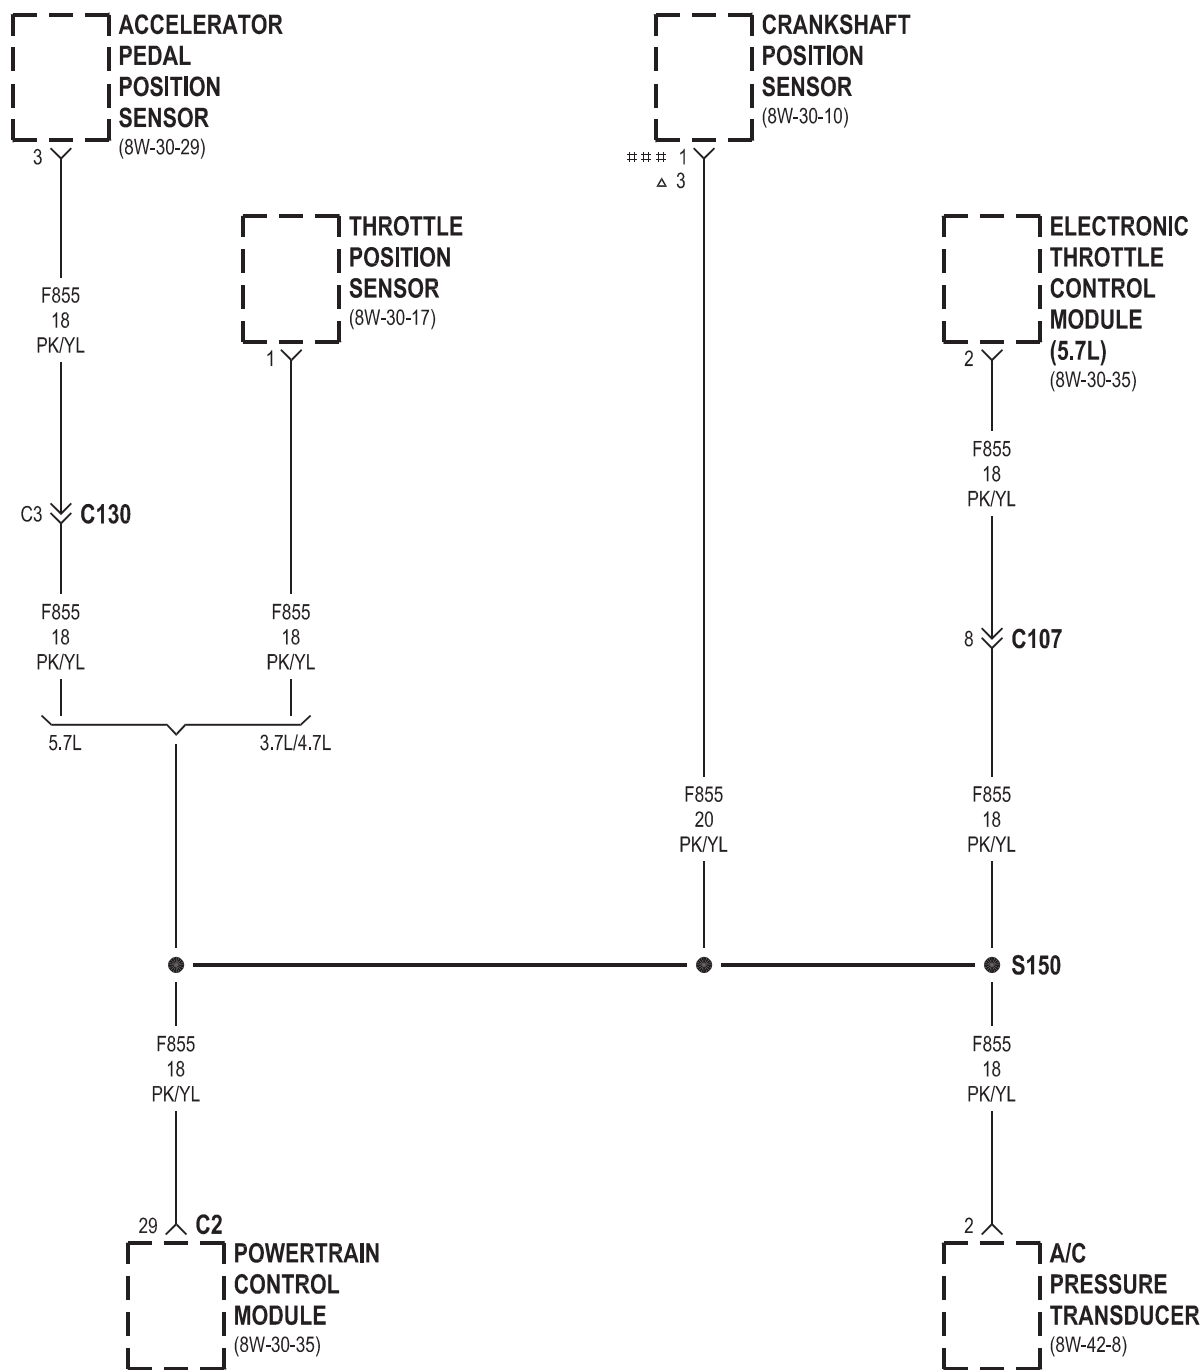 ACCELERATOR
PEDAL
POSITION
SENSOR
(8W-30-29)
3
CRANKSHAFT
POSITION
SENSOR
(8W-30-10)
### 1
△ 3
THROTTLE
POSITION
SENSOR
(8W-30-17)
1
ELECTRONIC
THROTTLE
CONTROL
MODULE
(5.7L)
(8W-30-35)
2
F855
18
PK/YL
F855
18
PK/YL
C3 C130
F855
18
PK/YL
F855
18
PK/YL
8 C107
5.7L
3.7L/4.7L
F855
20
PK/YL
F855
18
PK/YL
S150
F855
18
PK/YL
F855
18
PK/YL
29 C2
POWERTRAIN
CONTROL
MODULE
(8W-30-35)
2
A/C
PRESSURE
TRANSDUCER
(8W-42-8)